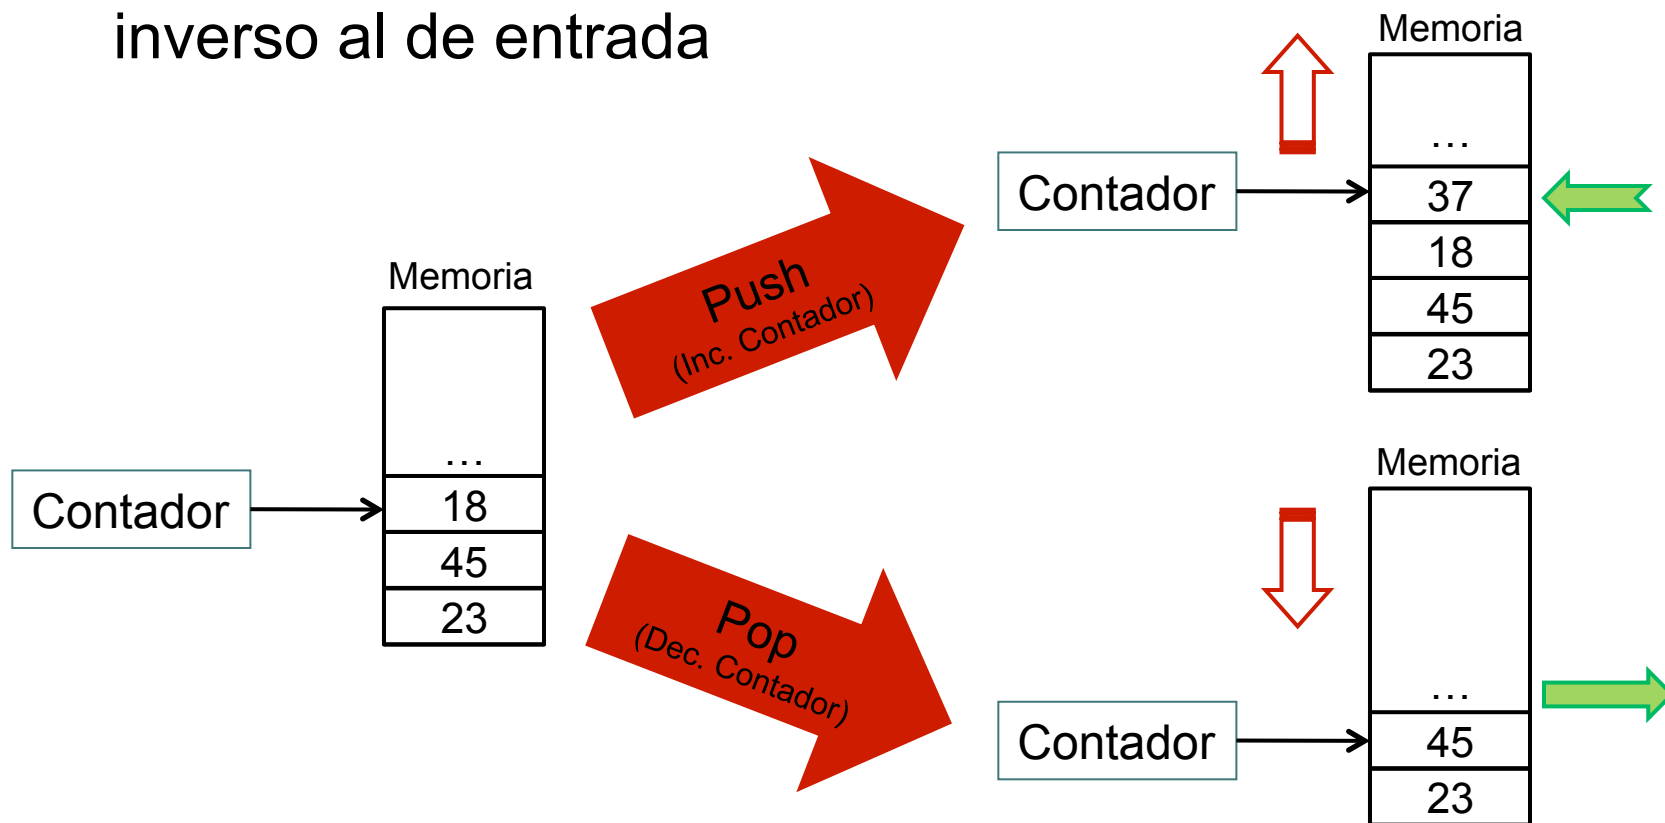 inverso al de entrada
Memoria
…
18
45
23
Contador
Push
(Inc. Contador)
Pop
(Dec. Contador)
Memoria
…
37
18
45
23
Contador
Memoria
…
45
23
Contador